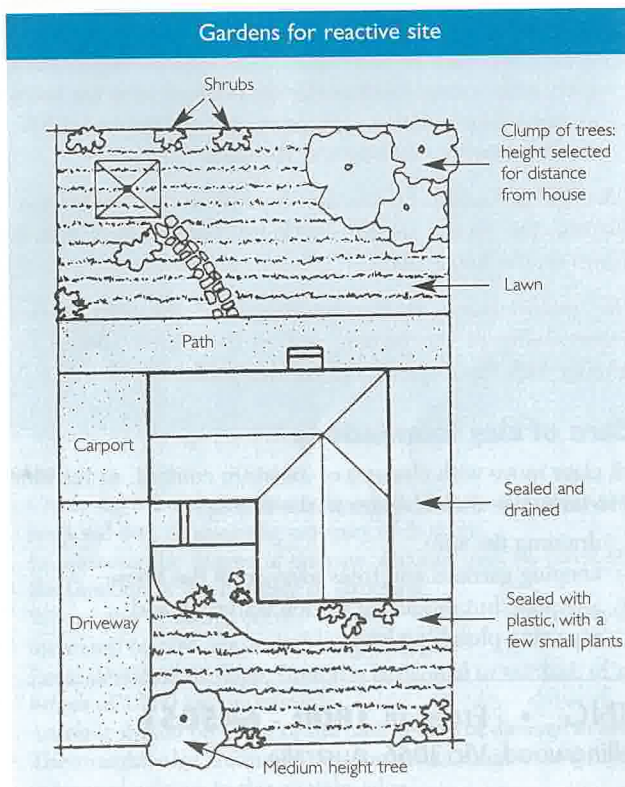 Gardens for reactive site
Shrubs
Clump of trees:
height selected
for distance
from house
Lawn
Path
Carport
Sealed and
drained
Sealed with
plastic, with a
few small plants
Driveway
Medium height tree